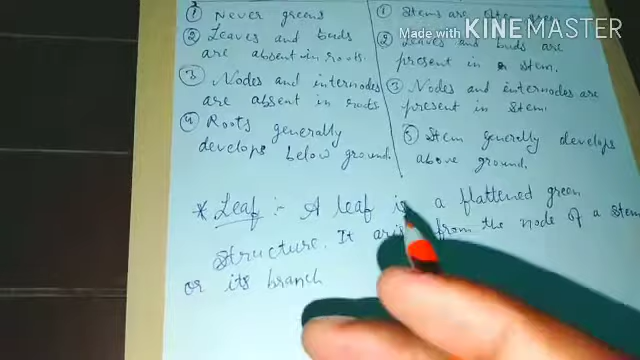 Made with KINEMASTER
① Never greens
② Leaves and buds
are absent in roots.
③ Nodes and internodes
are absent in roots
④ Roots generally
develops below ground.
① Stems are often
② Leaves and buds are
present in stem.
③ Nodes and internodes are
present in stem
⑤ Stem generally develops
above ground.
* Leaf :- A leaf is a flattened green
structure. It from the node of a stem
or its branch